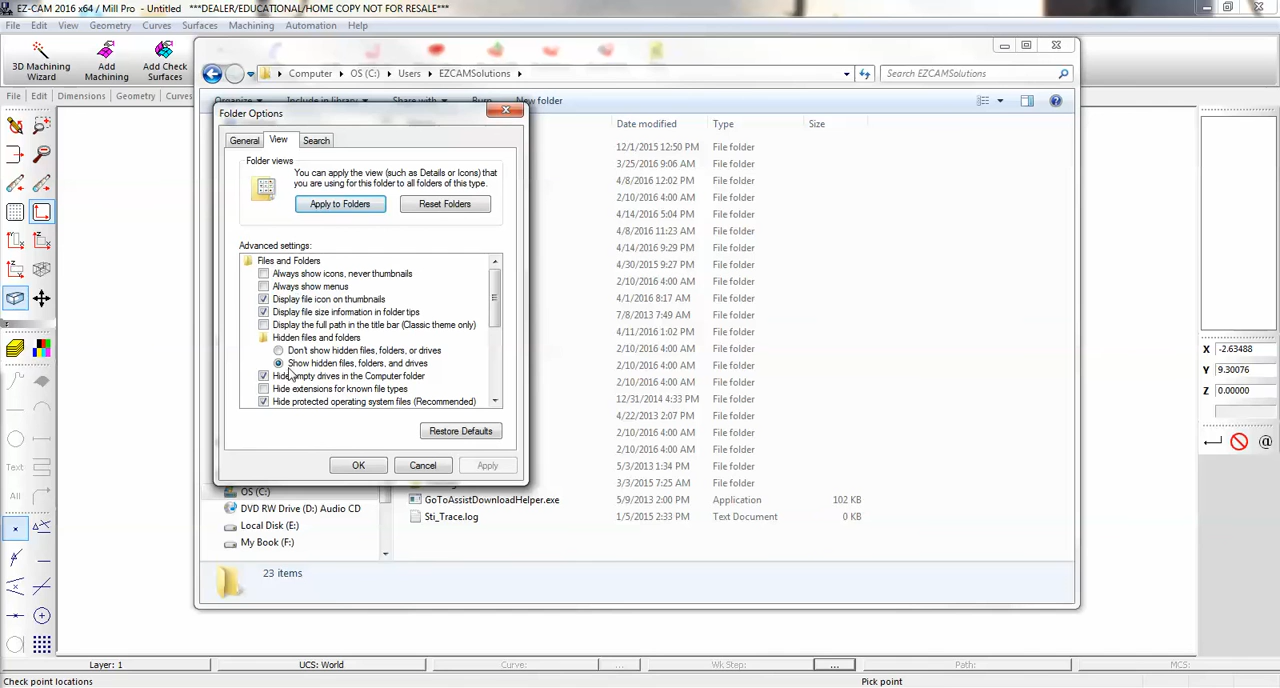 EZ-CAM 2016 x64 / Mill Pro - Untitled ***DEALER/EDUCATIONAL/HOME COPY NOT FOR RESALE***
File Edit View Geometry Curves Surfaces Machining Automation Help
3D Machining Wizard
Add Machining
Add Check Surfaces
File Edit Dimensions Geometry Curves
Computer OS (C:) Users EZCAMSolutions
Search EZCAMSolutions
Organize Include in library Share with Burn New folder
Folder Options
General View Search
Folder views
You can apply the view (such as Details or Icons) that
you are using for this folder to all folders of this type.
Apply to Folders Reset Folders
Advanced settings:
Files and Folders
Always show icons, never thumbnails
Always show menus
Display file icon on thumbnails
Display file size information in folder tips
Display the full path in the title bar (Classic theme only)
Hidden files and folders
Don't show hidden files, folders, or drives
Show hidden files, folders, and drives
Hide empty drives in the Computer folder
Hide extensions for known file types
Hide protected operating system files (Recommended)
Restore Defaults
OK Cancel Apply
Date modified Type Size
12/1/2015 12:50 PM File folder
3/25/2016 9:06 AM File folder
4/8/2016 12:02 PM File folder
2/10/2016 4:00 AM File folder
4/14/2016 5:04 PM File folder
4/8/2016 11:23 AM File folder
4/14/2016 9:29 PM File folder
4/30/2015 9:27 PM File folder
2/10/2016 4:00 AM File folder
4/1/2016 8:17 AM File folder
7/8/2013 7:49 AM File folder
4/11/2016 1:02 PM File folder
2/10/2016 4:00 AM File folder
2/10/2016 4:00 AM File folder
2/10/2016 4:00 AM File folder
12/31/2014 4:33 PM File folder
4/22/2013 2:07 PM File folder
2/10/2016 4:00 AM File folder
2/10/2016 4:00 AM File folder
5/3/2013 1:34 PM File folder
3/3/2015 7:25 AM File folder
GoToAssistDownloadHelper.exe 5/9/2013 2:00 PM Application 102 KB
Sti_Trace.log 1/5/2015 2:33 PM Text Document 0 KB
OS (C:)
DVD RW Drive (D:) Audio CD
Local Disk (E:)
My Book (F:)
23 items
X -2.63488
Y 9.30076
Z 0.00000
@
Text
All
Layer: 1 UCS: World Curve: ... Wk Step: ... Path: MCS:
Check point locations Pick point